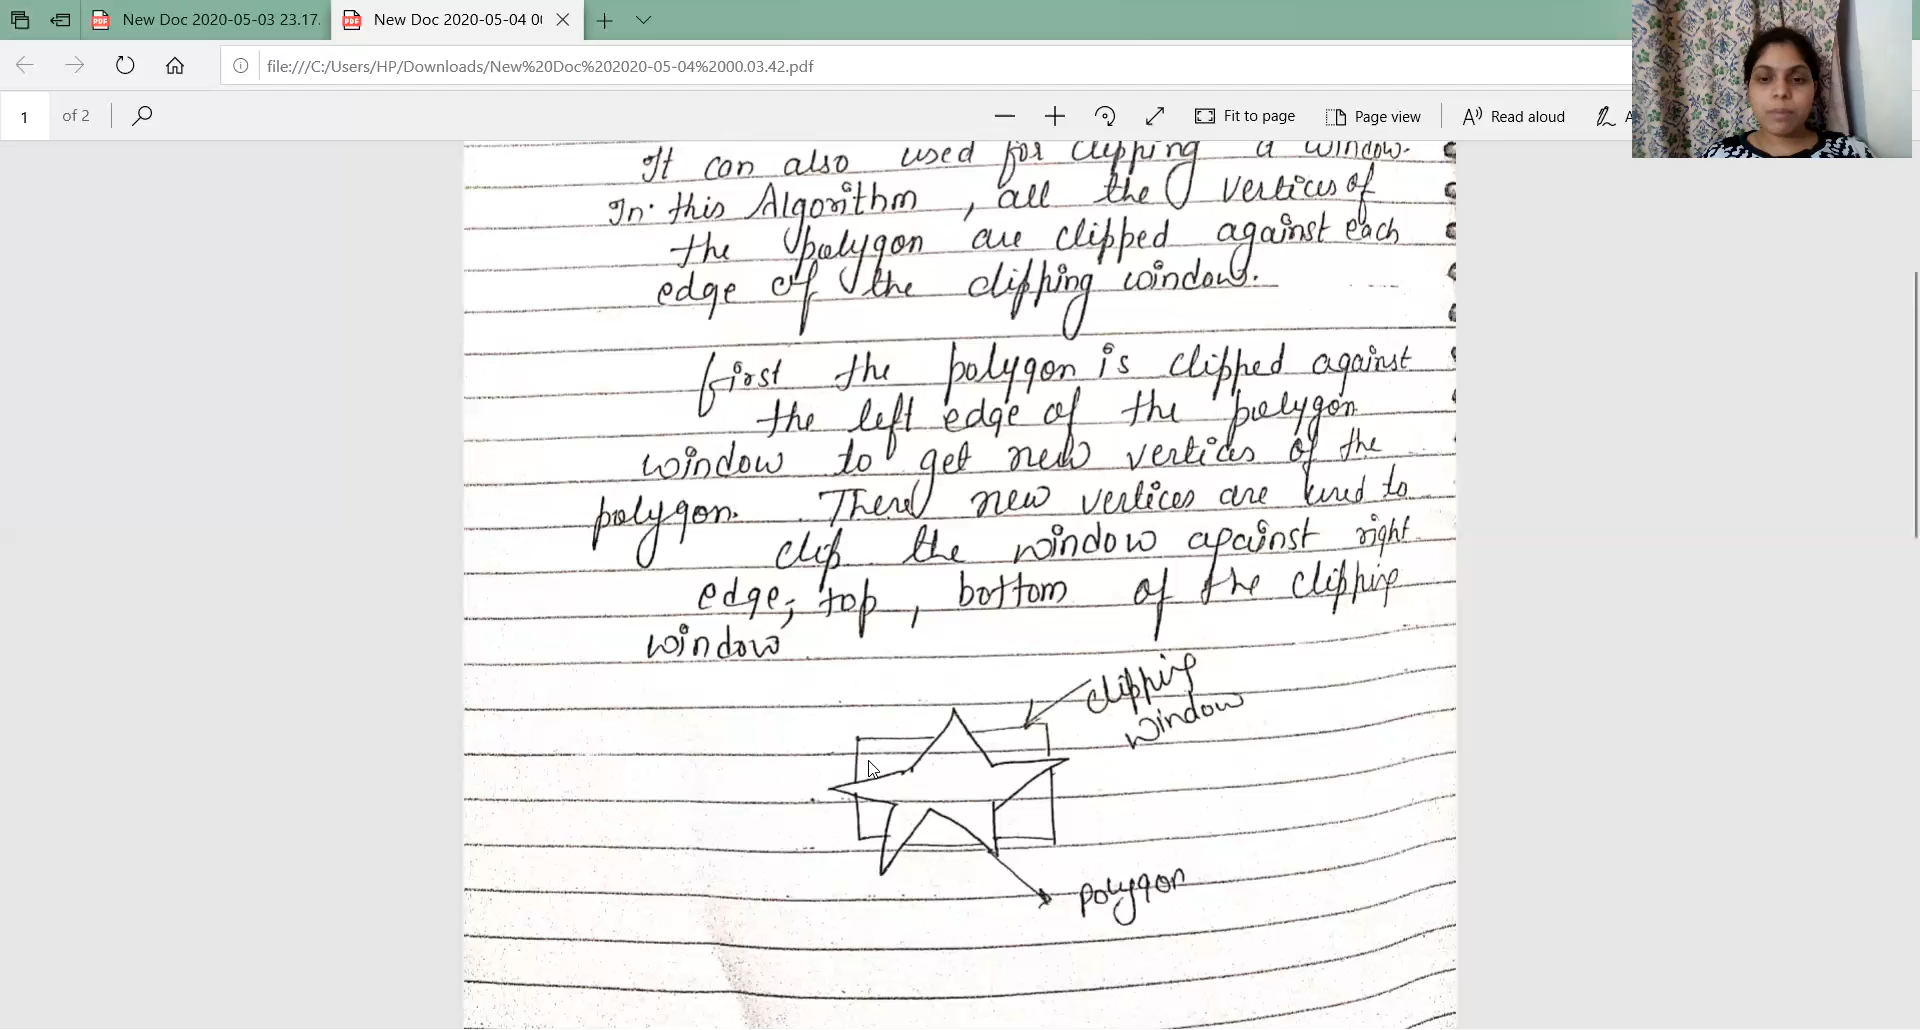 New Doc 2020-05-03 23.17.
New Doc 2020-05-04 0
file:///C:/Users/HP/Downloads/New%20Doc%202020-05-04%2000.03.42.pdf
1 of 2
Fit to page
Page view
Read aloud
It can also used for clipping a window.
In this Algorithm, all the vertices of
the polygon are clipped against each
edge of the clipping window.
first the polygon is clipped against
the left edge of the polygon
window to get new vertices of the
polygon. These new vertices are used to
clip the window against right
edge, top, bottom of the clipping
window
clipping
window
polygon